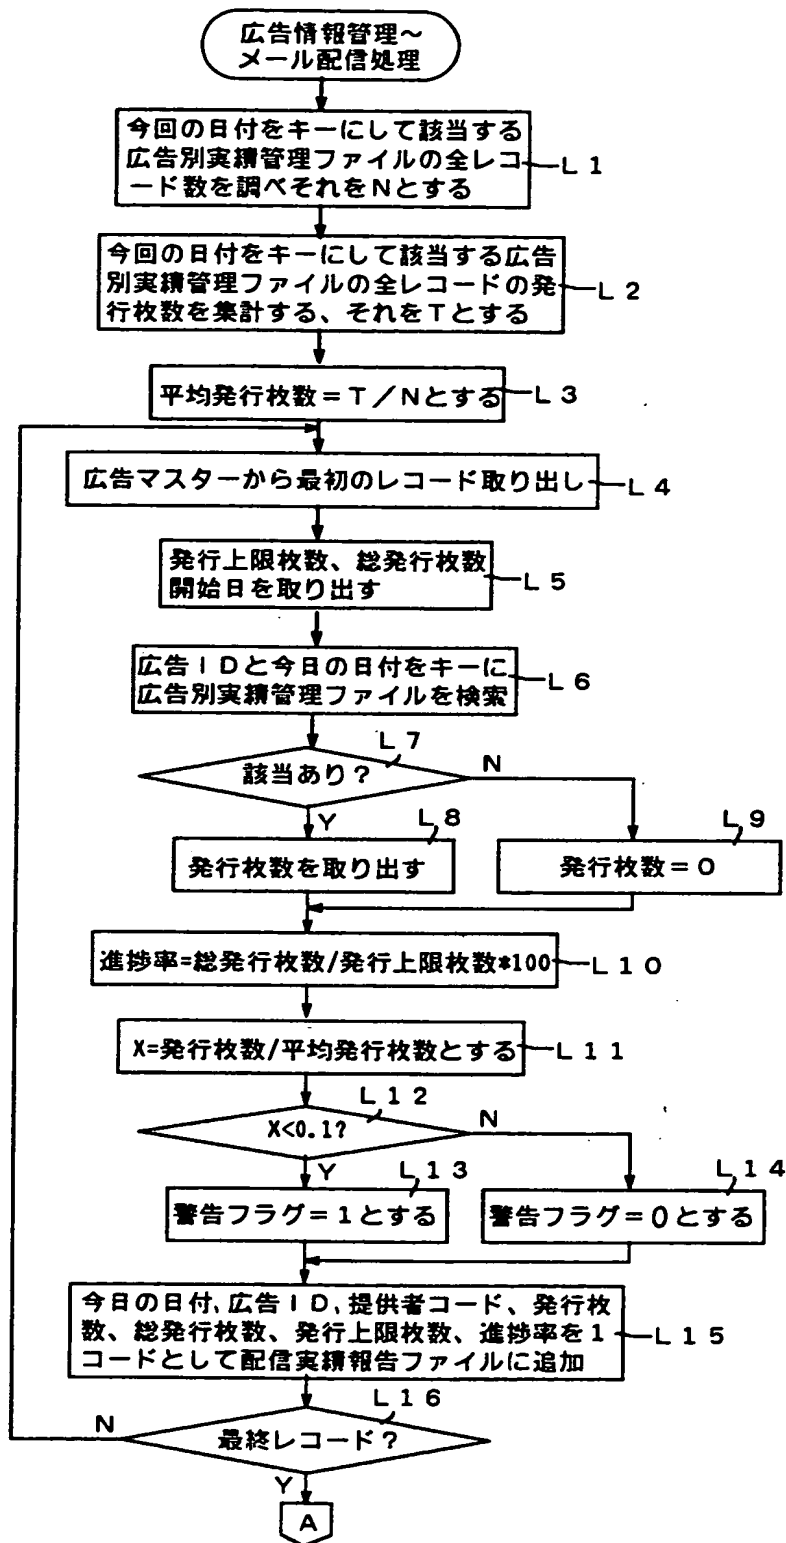 広告情報管理～
メール配信処理
今回の日付をキーにして該当する
広告別実績管理ファイルの全レコ
ード数を調べそれをNとする
L1
今回の日付をキーにして該当する広告
別実績管理ファイルの全レコードの発
行枚数を集計する、それをTとする
L2
平均発行枚数=T/Nとする
L3
広告マスターから最初のレコード取り出し
L4
発行上限枚数、総発行枚数
開始日を取り出す
L5
広告IDと今日の日付をキーに
広告別実績管理ファイルを検索
L6
L7
該当あり?
N
Y
L8
発行枚数を取り出す
L9
発行枚数=0
進捗率=総発行枚数/発行上限枚数*100
L10
X=発行枚数/平均発行枚数とする
L11
L12
X<0.1?
N
Y
L13
警告フラグ=1とする
L14
警告フラグ=0とする
今日の日付,広告ID,提供者コード、発行枚
数、総発行枚数、発行上限枚数、進捗率を1
コードとして配信実績報告ファイルに追加
L15
L16
最終レコード?
N
Y
A